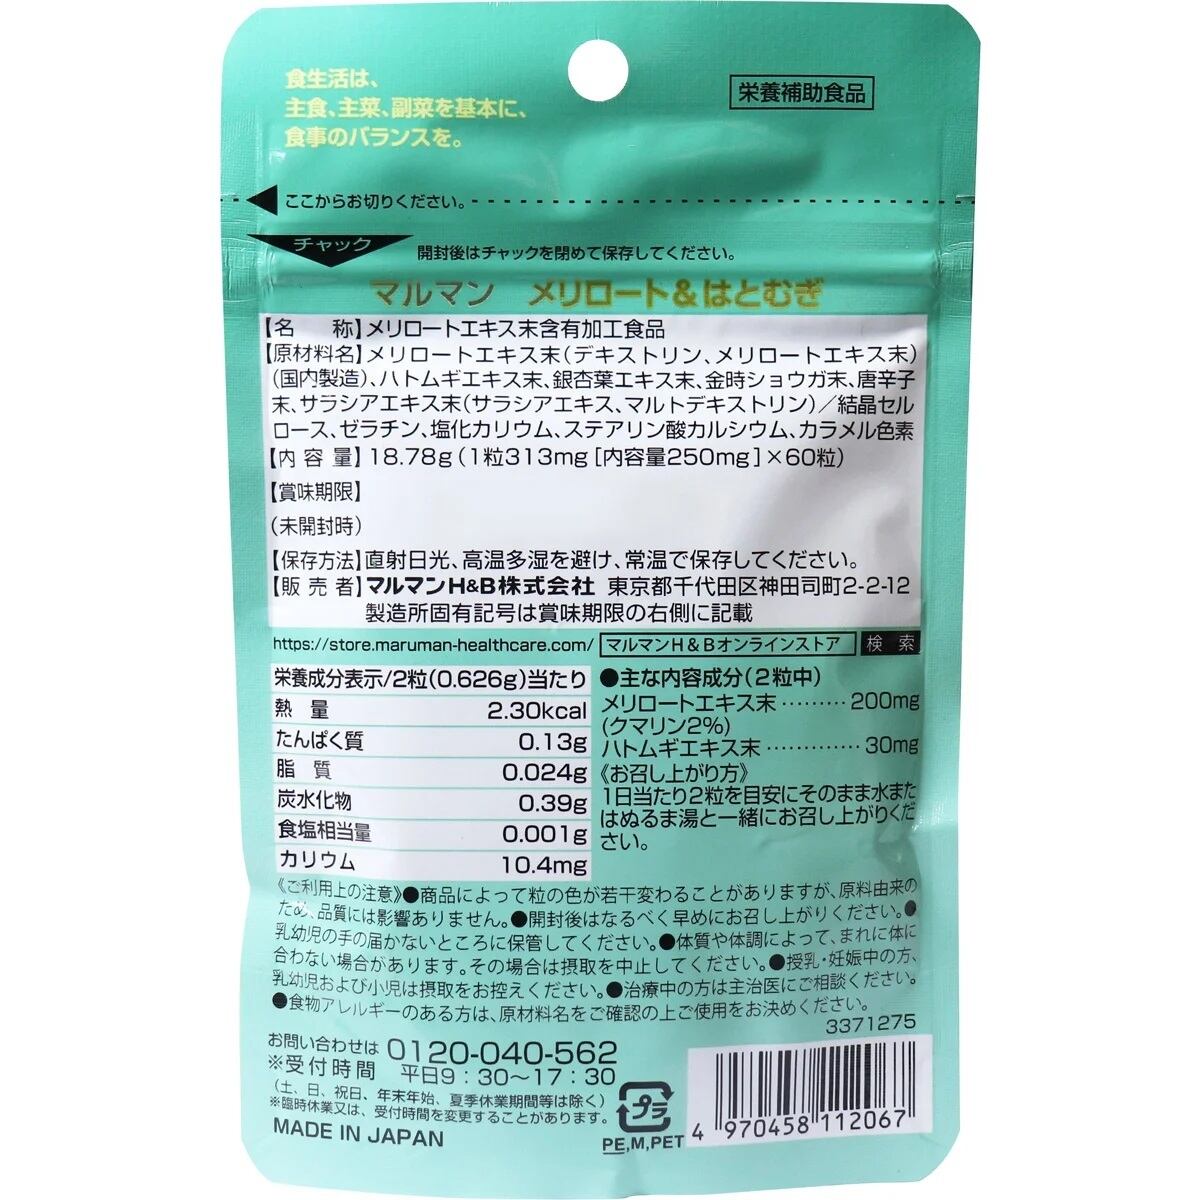 食生活は、
主食、主菜、副菜を基本に、
食事のバランスを。
栄養補助食品
ここからお切りください。
チャック
開封後はチャックを閉めて保存してください。
マルマン メリロート&はとむぎ
【名称】メリロートエキス末含有加工食品
【原材料名】メリロートエキス末(デキストリン、メリロートエキス末)
(国内製造)、ハトムギエキス末、銀杏葉エキス末、金時ショウガ末、唐辛子
末、サラシアエキス末(サラシアエキス、マルトデキストリン)/結晶セル
ロース、ゼラチン、塩化カリウム、ステアリン酸カルシウム、カラメル色素
【内容量】18.78g(1粒313mg[内容量250mg]×60粒)
【賞味期限】
(未開封時)
【保存方法】直射日光、高温多湿を避け、常温で保存してください。
【販売者】マルマンH&B株式会社 東京都千代田区神田司町2-2-12
製造所固有記号は賞味期限の右側に記載
https://store.maruman-healthcare.com/ マルマンH&Bオンラインストア 検索
栄養成分表示/2粒(0.626g)当たり
熱量 2.30kcal
たんぱく質 0.13g
脂質 0.024g
炭水化物 0.39g
食塩相当量 0.001g
カリウム 10.4mg
●主な内容成分(2粒中)
メリロートエキス末………200mg
(クマリン2%)
ハトムギエキス末…………30mg
《お召し上がり方》
1日当たり2粒を目安にそのまま水また
はぬるま湯と一緒にお召し上がりくだ
さい。
《ご利用上の注意》●商品によって粒の色が若干変わることがありますが、原料由来の
ため、品質には影響ありません。●開封後はなるべく早めにお召し上がりください。●
乳幼児の手の届かないところに保管してください。●体質や体調によって、まれに体に
合わない場合があります。その場合は摂取を中止してください。●授乳・妊娠中の方、
乳幼児および小児は摂取をお控えください。●治療中の方は主治医にご相談ください。
●食物アレルギーのある方は、原材料名をご確認の上ご使用をお決めください。
3371275
お問い合わせは 0120-040-562
※受付時間 平日9:30〜17:30
(土、日、祝日、年末年始、夏季休業期間等は除く)
※臨時休業又は、受付時間を変更することがあります。
MADE IN JAPAN
プラ
PE,M,PET
4 970458 112067